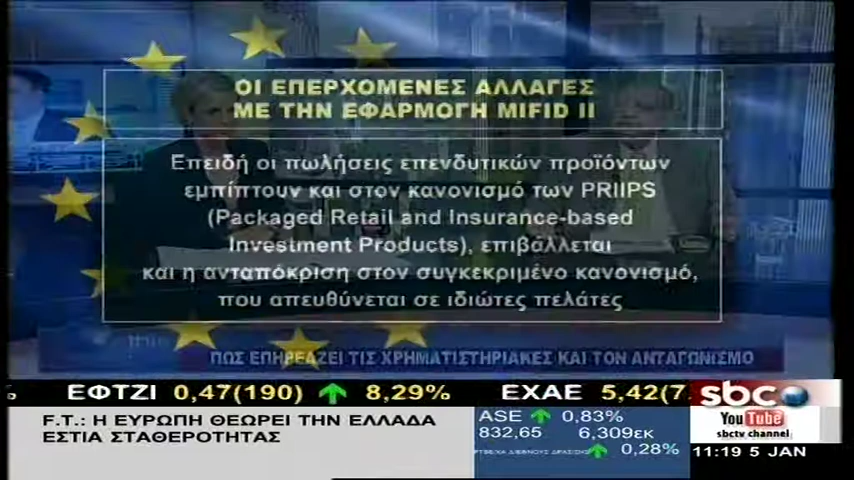 ΟΙ ΕΠΕΡΧΟΜΕΝΕΣ ΑΛΛΑΓΕΣ
ΜΕ ΤΗΝ ΕΦΑΡΜΟΓΗ MIFID II
Επειδή οι πωλήσεις επενδυτικών προϊόντων
εμπίπτουν και στον κανονισμό των PRIIPS
(Packaged Retail and Insurance-based
Investment Products), επιβάλλεται
και η ανταπόκριση στον συγκεκριμένο κανονισμό,
που απευθύνεται σε ιδιώτες πελάτες
ΠΩΣ ΕΠΗΡΕΑΖΕΙ ΤΙΣ ΧΡΗΜΑΤΙΣΤΗΡΙΑΚΕΣ ΚΑΙ ΤΟΝ ΑΝΤΑΓΩΝΙΣΜΟ
ΕΦΤΖΙ 0,47(190) 8,29% ΕΧΑΕ 5,42(7
sbc
YouTube
sbctv channel
F.T.: Η ΕΥΡΩΠΗ ΘΕΩΡΕΙ ΤΗΝ ΕΛΛΑΔΑ
ΕΣΤΙΑ ΣΤΑΘΕΡΟΤΗΤΑΣ
ASE 0,83%
832,65 6,309εκ
0,28%
11:19 5 JAN